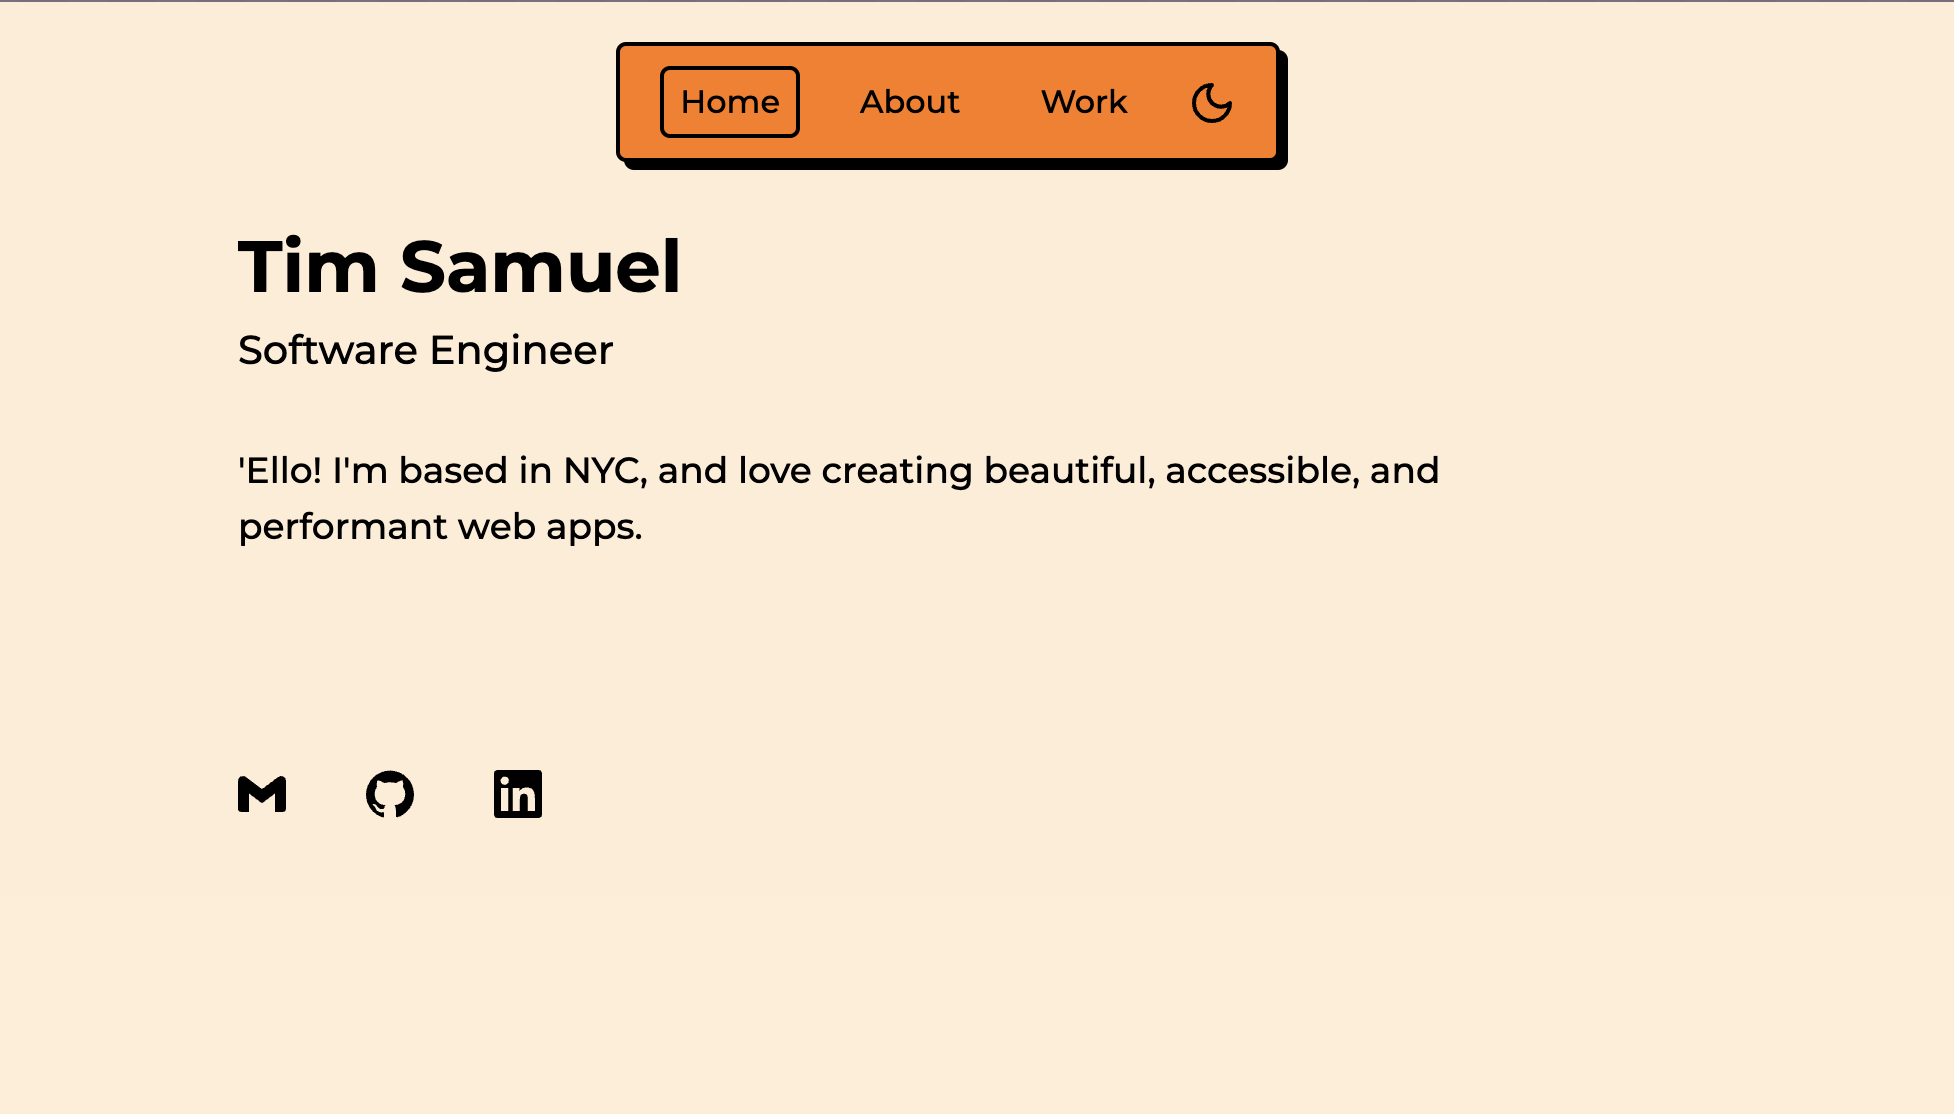 Home About Work
Tim Samuel
Software Engineer
'Ello! I'm based in NYC, and love creating beautiful, accessible, and
performant web apps.
in